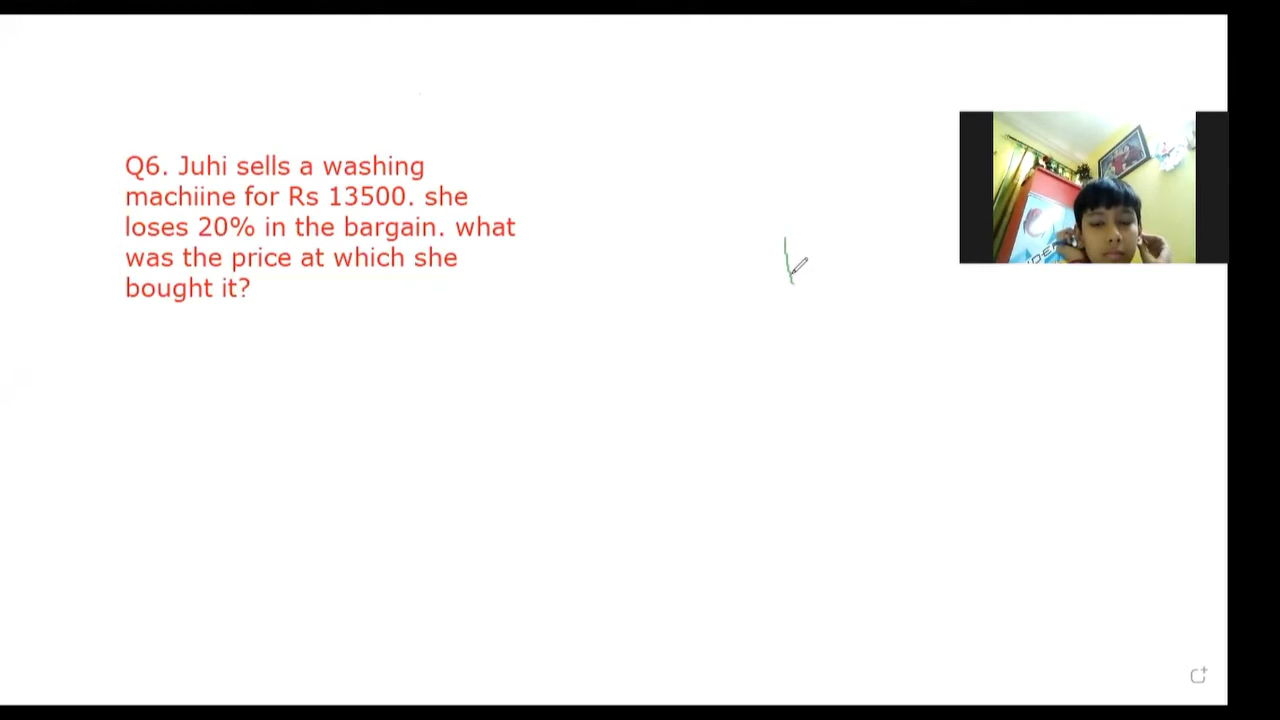 Q6. Juhi sells a washing
machiine for Rs 13500. she
loses 20% in the bargain. what
was the price at which she
bought it?